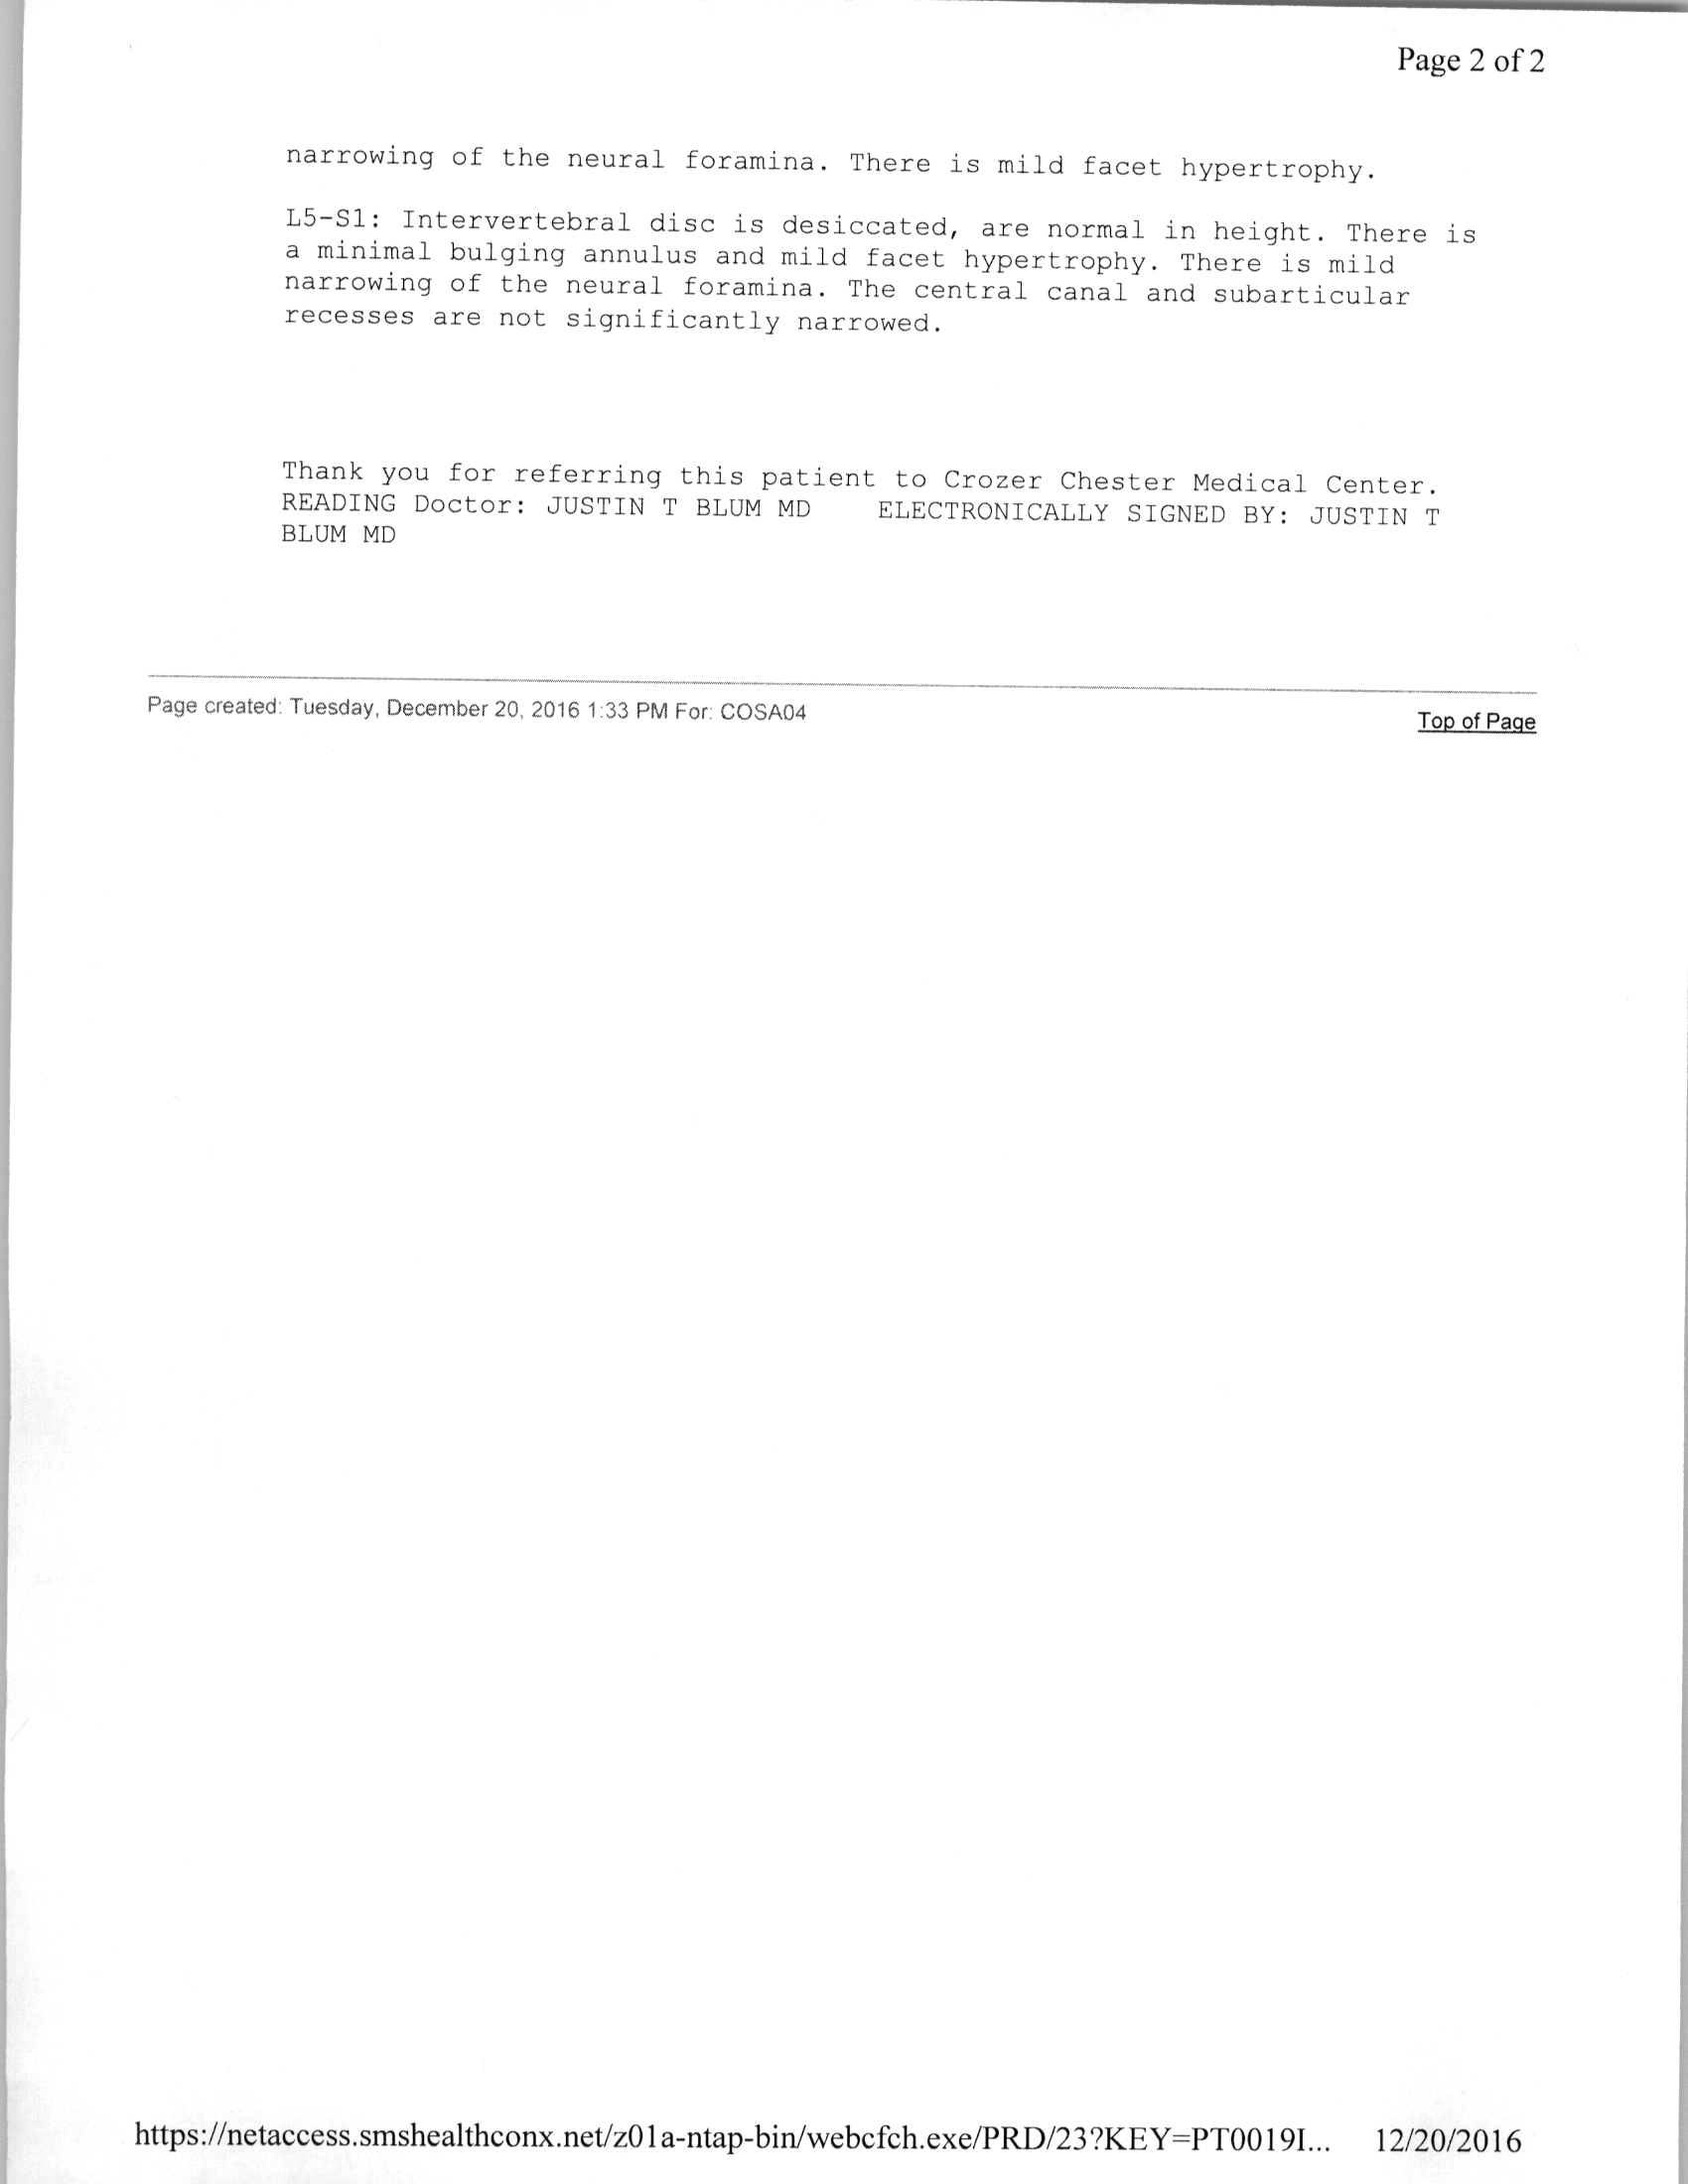 Page 2 of 2
narrowing of the neural foramina. There is mild facet hypertrophy.
L5-S1: Intervertebral disc is desiccated, are normal in height. There is
a minimal bulging annulus and mild facet hypertrophy. There is mild
narrowing of the neural foramina. The central canal and subarticular
recesses are not significantly narrowed.
Thank you for referring this patient to Crozer Chester Medical Center.
READING Doctor: JUSTIN T BLUM MD    ELECTRONICALLY SIGNED BY: JUSTIN T
BLUM MD
Page created: Tuesday, December 20, 2016 1:33 PM For: COSA04
Top of Page
https://netaccess.smshealthconx.net/z01a-ntap-bin/webcfch.exe/PRD/23?KEY=PT0019I... 12/20/2016